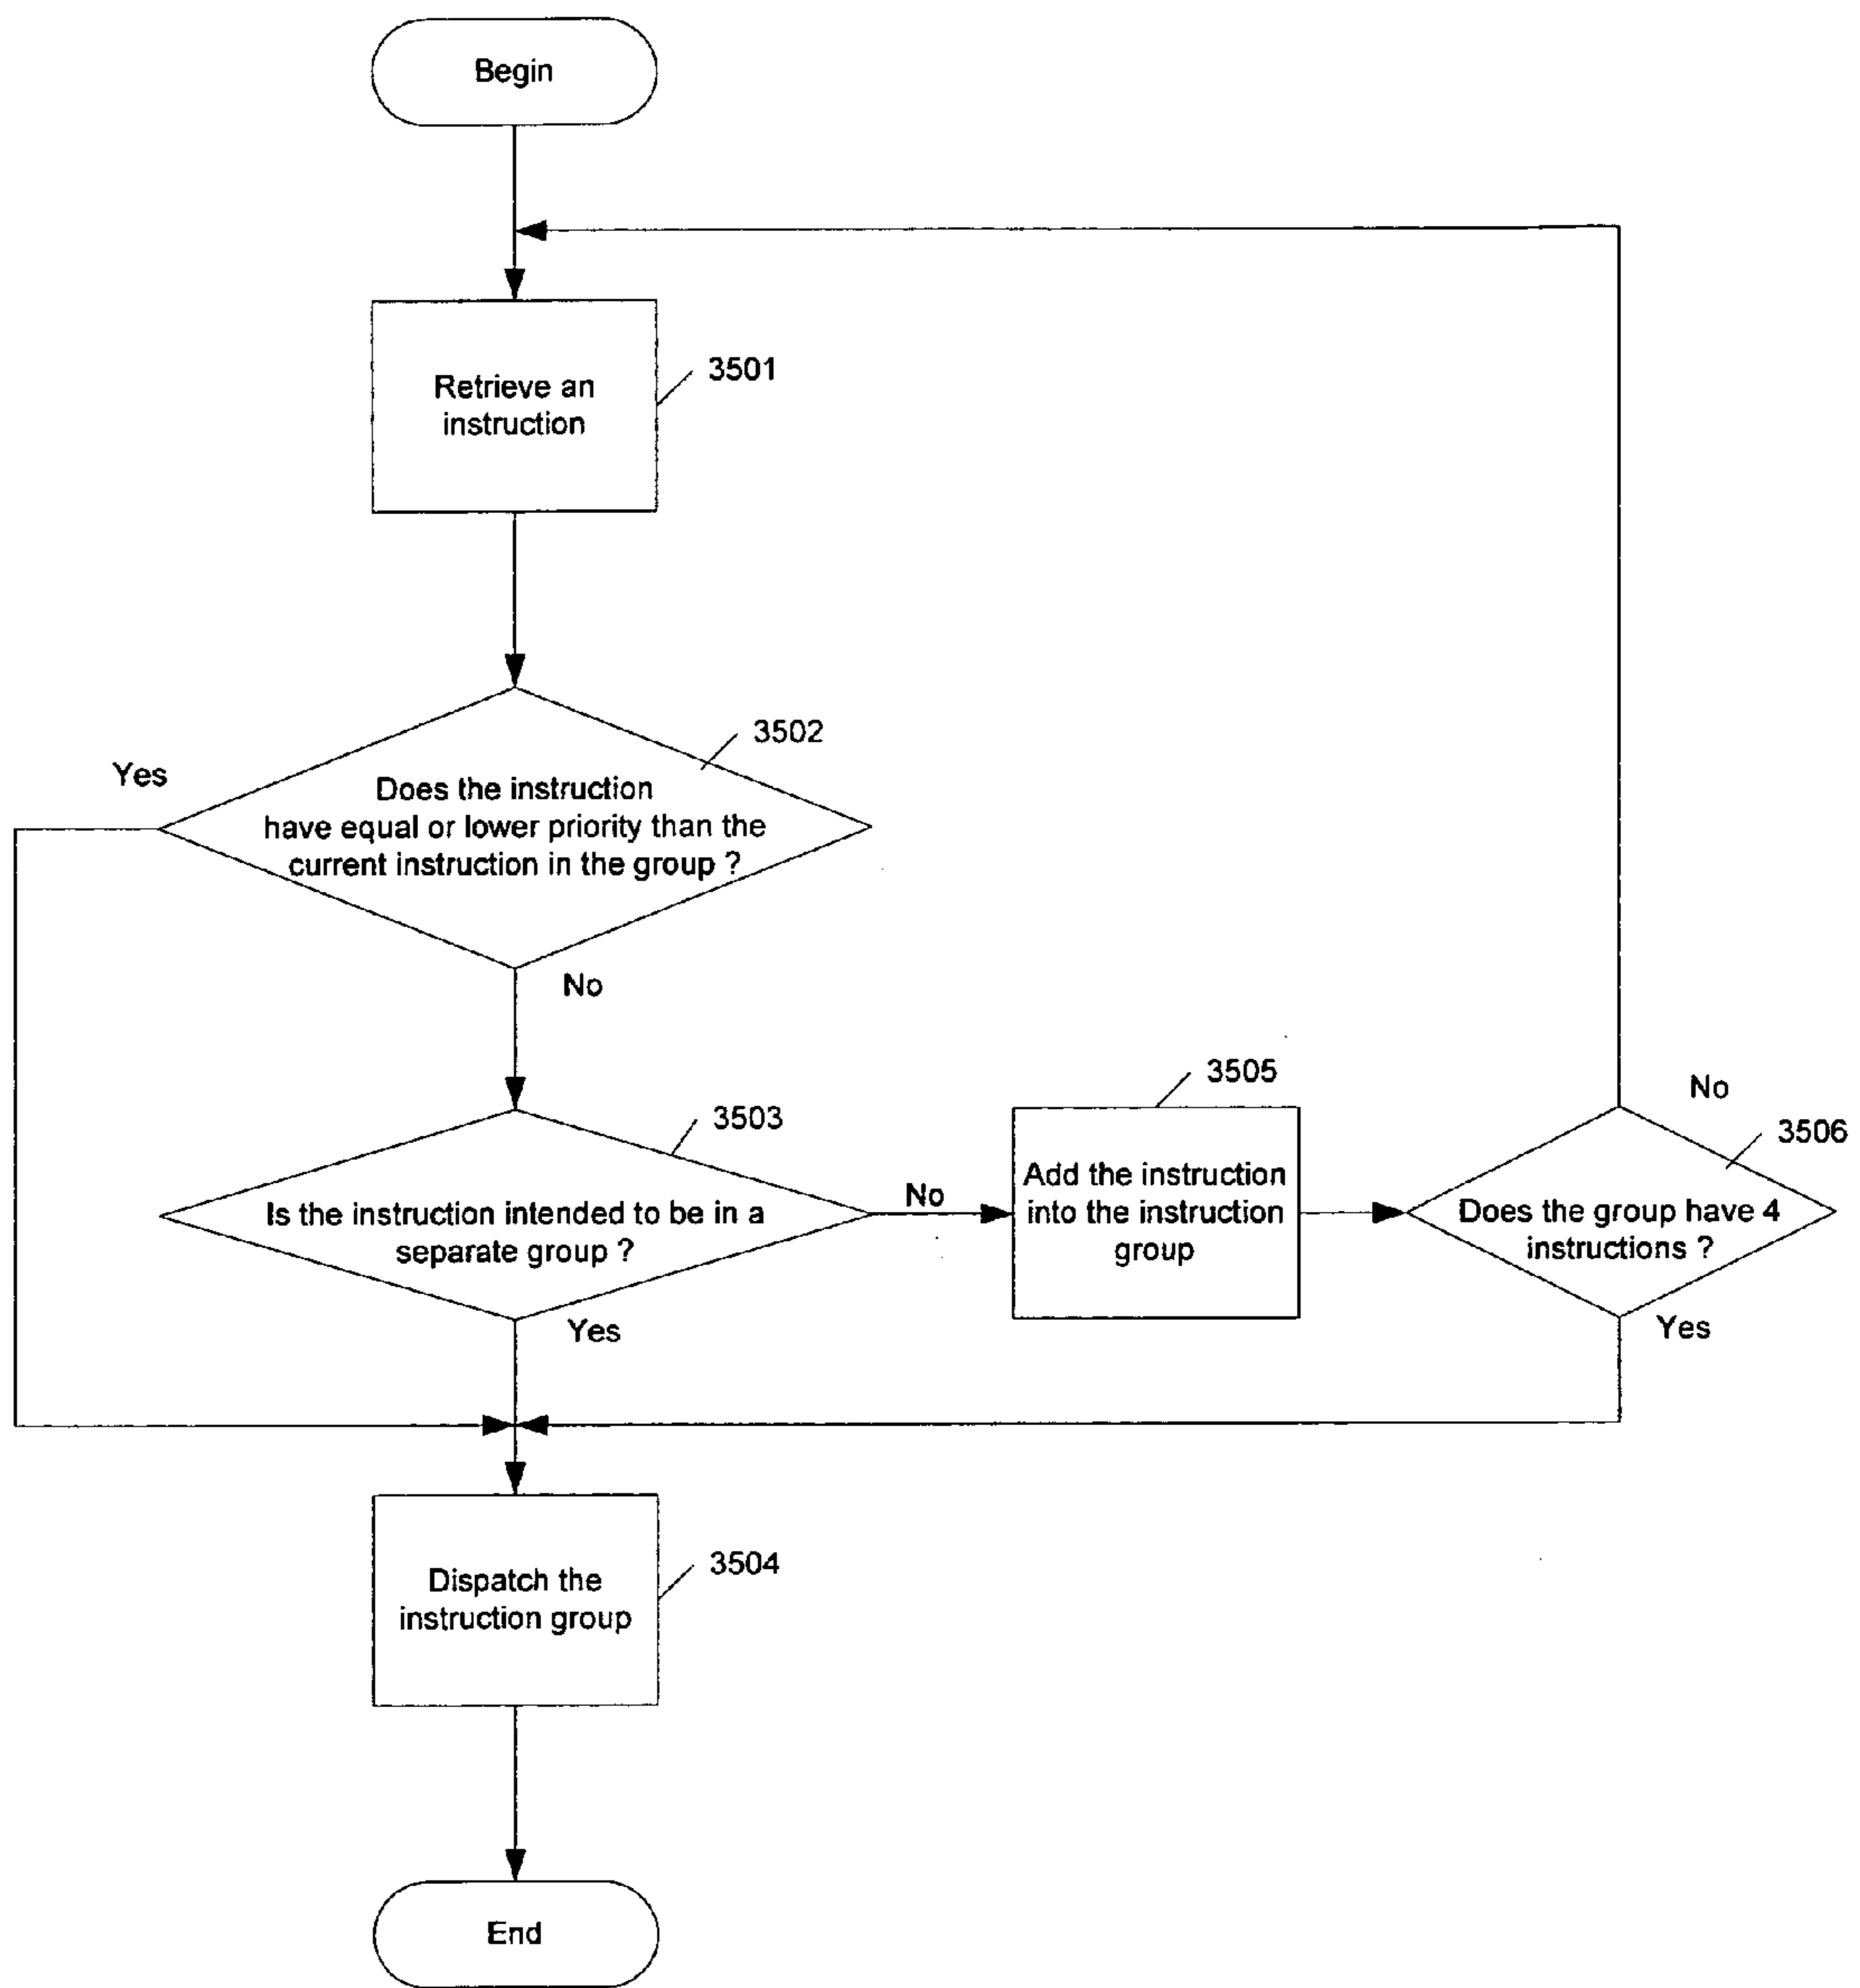 Begin
Retrieve an
instruction
3501
3502
Yes
Does the instruction
have equal or lower priority than the
current instruction in the group ?
No
3503
Is the instruction intended to be in a
separate group ?
No
Yes
3505
Add the instruction
into the instruction
group
No
3506
Does the group have 4
instructions ?
Yes
Dispatch the
instruction group
3504
End